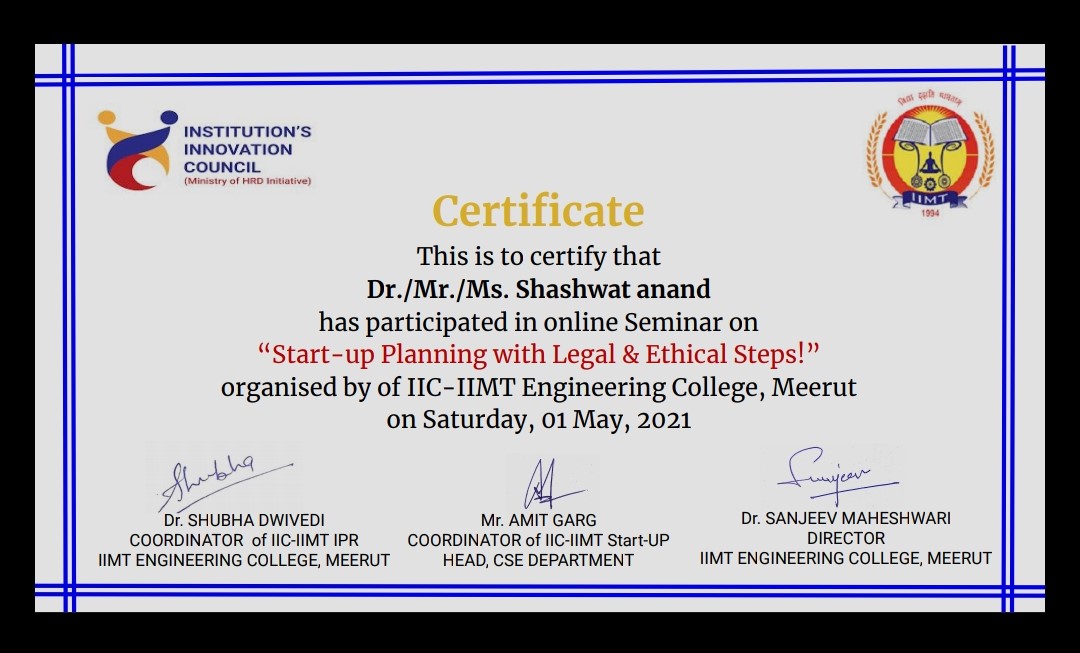 INSTITUTION'S
INNOVATION
COUNCIL
(Ministry of HRD Initiative)
विद्या ददाति
IIMT
1994
Certificate
This is to certify that
Dr./Mr./Ms. Shashwat anand
has participated in online Seminar on
“Start-up Planning with Legal & Ethical Steps!”
organised by of IIC-IIMT Engineering College, Meerut
on Saturday, 01 May, 2021
Shubha
Sanjeev
Dr. SHUBHA DWIVEDI
COORDINATOR of IIC-IIMT IPR
IIMT ENGINEERING COLLEGE, MEERUT
Mr. AMIT GARG
COORDINATOR of IIC-IIMT Start-UP
HEAD, CSE DEPARTMENT
Dr. SANJEEV MAHESHWARI
DIRECTOR
IIMT ENGINEERING COLLEGE, MEERUT